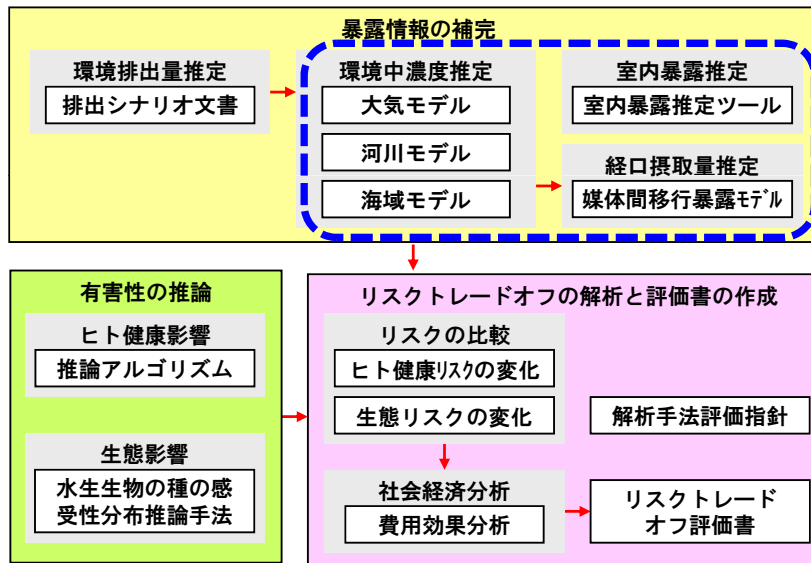 暴露情報の補完
環境排出量推定
排出シナリオ文書
環境中濃度推定
大気モデル
河川モデル
海域モデル
室内暴露推定
室内暴露推定ツール
経口摂取量推定
媒体間移行暴露ﾓﾃﾞﾙ
有害性の推論
ヒト健康影響
推論アルゴリズム
生態影響
水生生物の種の感
受性分布推論手法
リスクトレードオフの解析と評価書の作成
リスクの比較
ヒト健康ﾘｽｸの変化
生態リスクの変化
解析手法評価指針
社会経済分析
費用効果分析
リスクトレード
オフ評価書